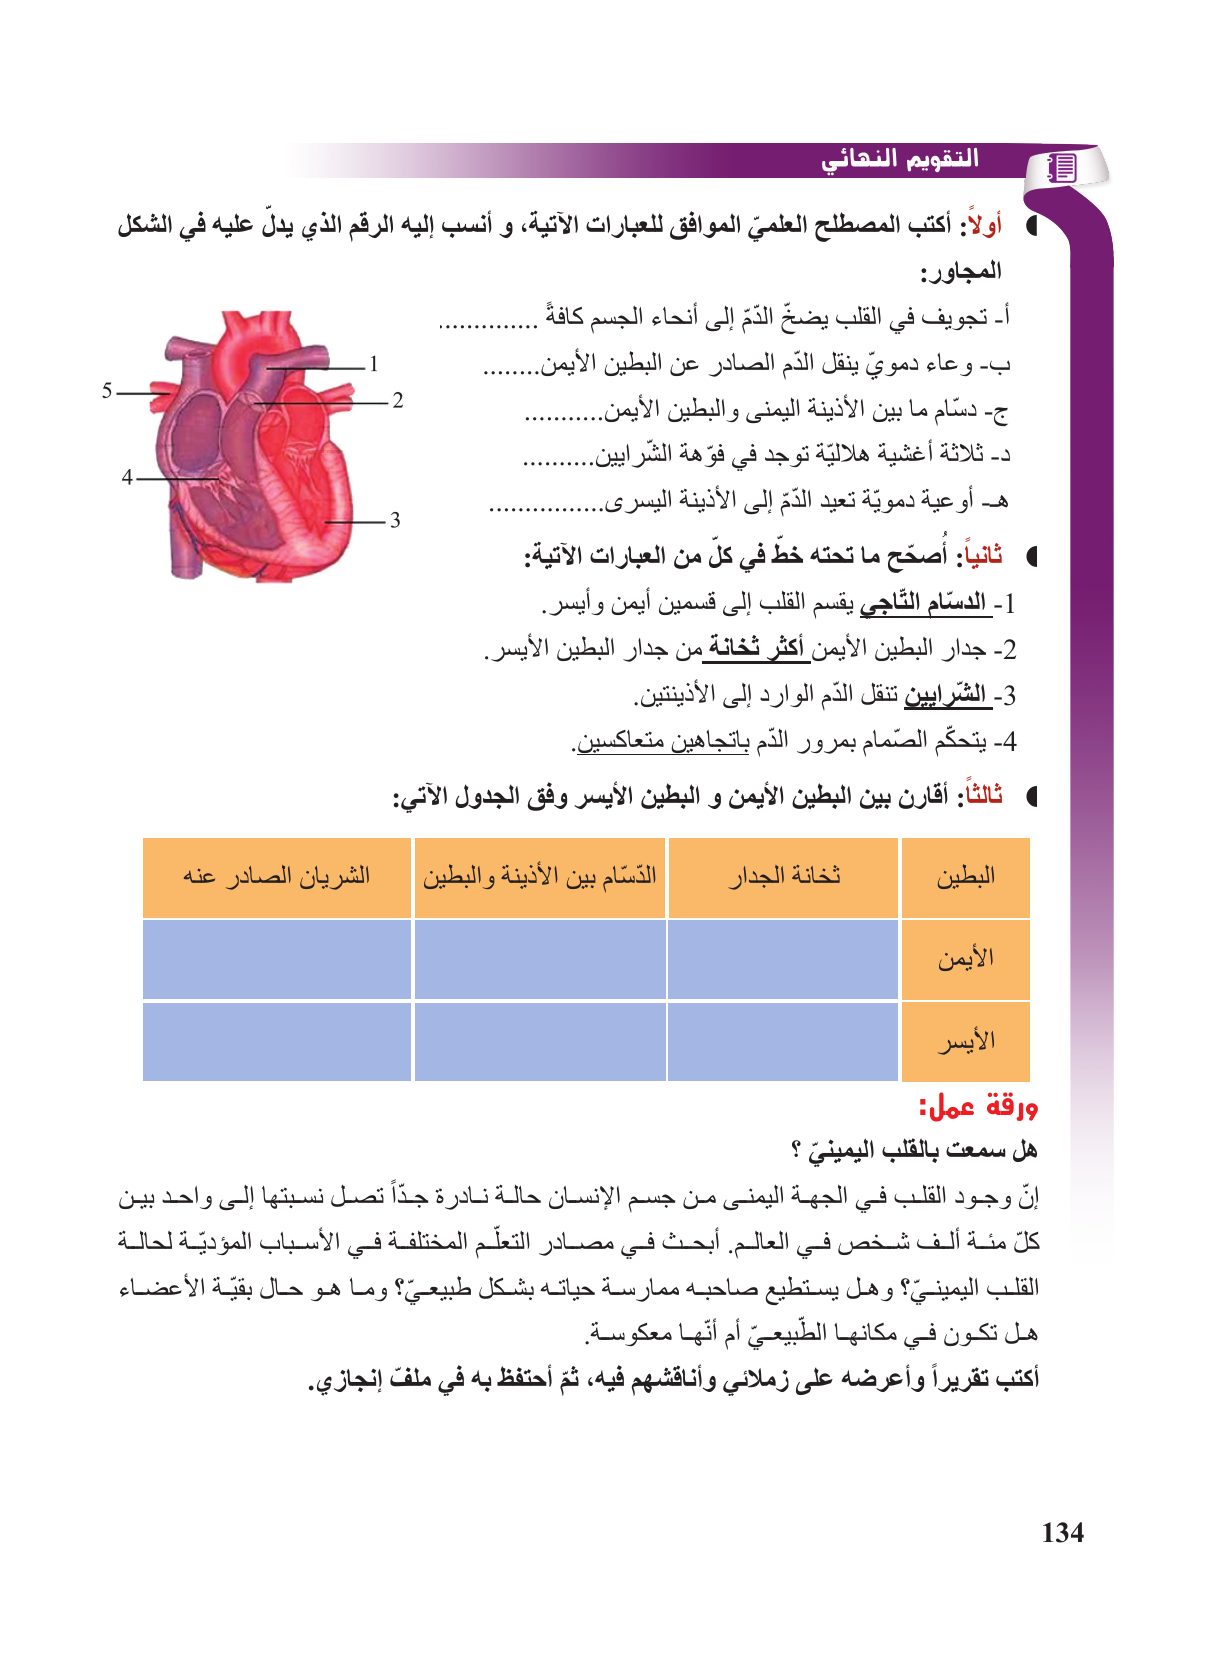 التقويم النهائي
أولاً: أكتب المصطلح العلميّ الموافق للعبارات الآتية، و أنسب إليه الرقم الذي يدلّ عليه في الشكل
المجاور:
أ- تجويف في القلب يضخّ الدّمّ إلى أنحاء الجسم كافةً ..............
ب- وعاء دمويّ ينقل الدّم الصادر عن البطين الأيمن........
ج- دسّام ما بين الأذينة اليمنى والبطين الأيمن...........
د- ثلاثة أغشية هلاليّة توجد في فوّهة الشّرايين..........
هـ- أوعية دمويّة تعيد الدّمّ إلى الأذينة اليسرى................
1
2
3
4
5
ثانياً: أُصحّح ما تحته خطّ في كلّ من العبارات الآتية:
1- الدسّام التّاجي يقسم القلب إلى قسمين أيمن وأيسر.
2- جدار البطين الأيمن أكثر ثخانة من جدار البطين الأيسر.
3- الشّرايين تنقل الدّم الوارد إلى الأذينتين.
4- يتحكّم الصّمام بمرور الدّم باتجاهين متعاكسين.
ثالثاً: أقارن بين البطين الأيمن و البطين الأيسر وفق الجدول الآتي:
البطين ثخانة الجدار الدّسّام بين الأذينة والبطين الشريان الصادر عنه
الأيمن
الأيسر
ورقة عمل:
هل سمعت بالقلب اليمينيّ ؟
إنّ وجود القلب في الجهة اليمنى من جسم الإنسان حالة نادرة جدّاً تصل نسبتها إلى واحد بين
كلّ مئة ألف شخص في العالم. أبحث في مصادر التعلّم المختلفة في الأسباب المؤديّة لحالة
القلب اليمينيّ؟ وهل يستطيع صاحبه ممارسة حياته بشكل طبيعيّ؟ وما هو حال بقيّة الأعضاء
هل تكون في مكانها الطّبيعيّ أم أنّها معكوسة.
أكتب تقريراً وأعرضه على زملائي وأناقشهم فيه، ثمّ أحتفظ به في ملفّ إنجازي.
134